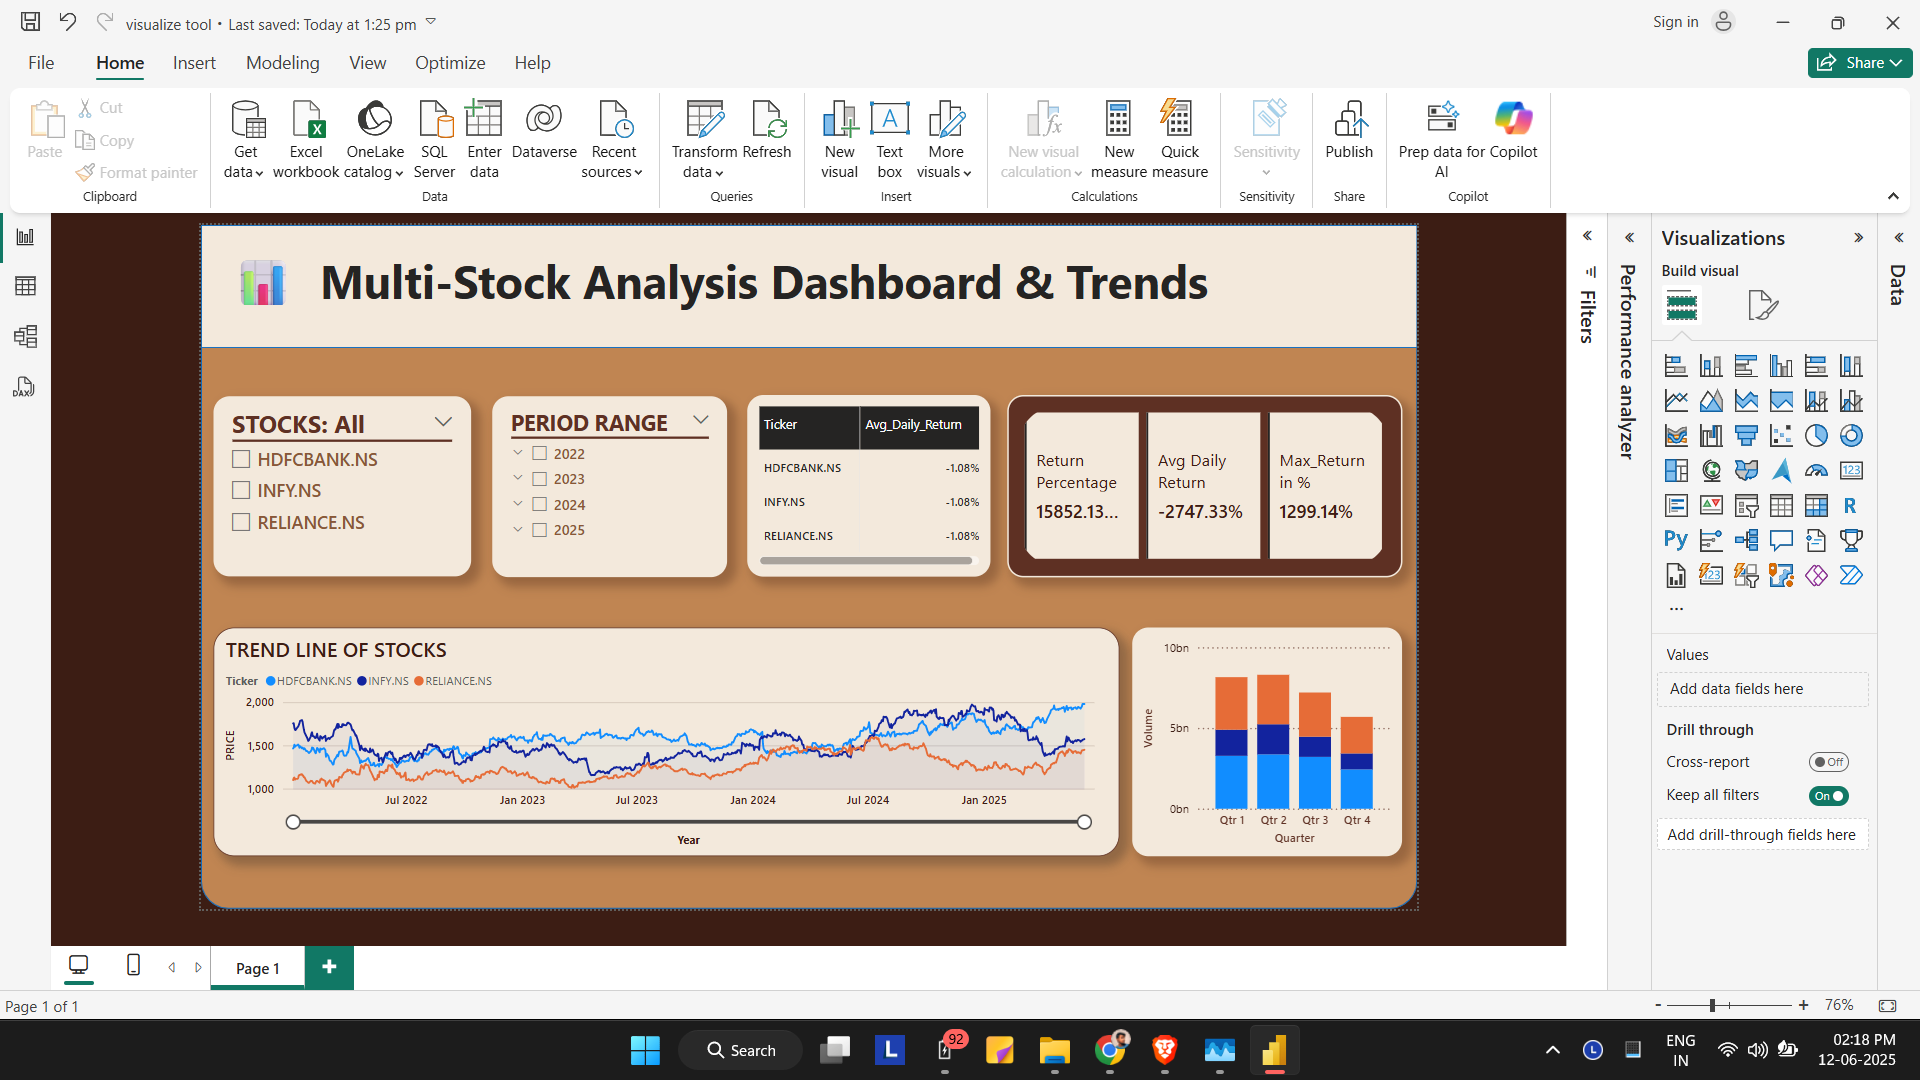 visualize tool • Last saved: Today at 1:25 pm
Sign in
File
Home
Insert
Modeling
View
Optimize
Help
Share
Paste
Cut
Copy
Format painter
Clipboard
Get data
Excel workbook
OneLake catalog
SQL Server
Enter data
Dataverse
Recent sources
Data
Transform data
Refresh
Queries
New visual
A
Text box
More visuals
Insert
New visual calculation
New measure
Quick measure
Calculations
Sensitivity
Sensitivity
Publish
Share
Prep data for AI
Copilot
Copilot
DAX
Multi-Stock Analysis Dashboard & Trends
STOCKS: All
HDFCBANK.NS
INFY.NS
RELIANCE.NS
PERIOD RANGE
2022
2023
2024
2025
Ticker Avg_Daily_Return
HDFCBANK.NS -1.08%
INFY.NS -1.08%
RELIANCE.NS -1.08%
Return Percentage
15852.13...
Avg Daily Return
-2747.33%
Max_Return in %
1299.14%
TREND LINE OF STOCKS
Ticker HDFCBANK.NS INFY.NS RELIANCE.NS
PRICE
2,000
1,500
1,000
Jul 2022 Jan 2023 Jul 2023 Jan 2024 Jul 2024 Jan 2025
Year
Volume
10bn
5bn
0bn
Qtr 1 Qtr 2 Qtr 3 Qtr 4
Quarter
Filters
Performance analyzer
Visualizations
Build visual
123
R
Py
123
...
Values
Add data fields here
Drill through
Cross-report
Off
Keep all filters
On
Add drill-through fields here
Data
Page 1
Page 1 of 1
- + 76%
Search
L
92
ENG
IN
02:18 PM
12-06-2025